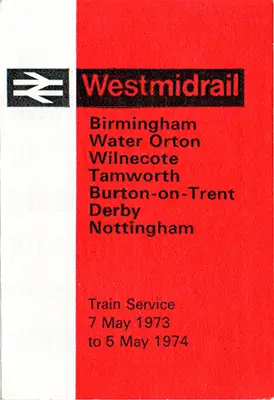 Westmidrail
Birmingham
Water Orton
Wilnecote
Tamworth
Burton-on-Trent
Derby
Nottingham
Train Service
7 May 1973
to 5 May 1974